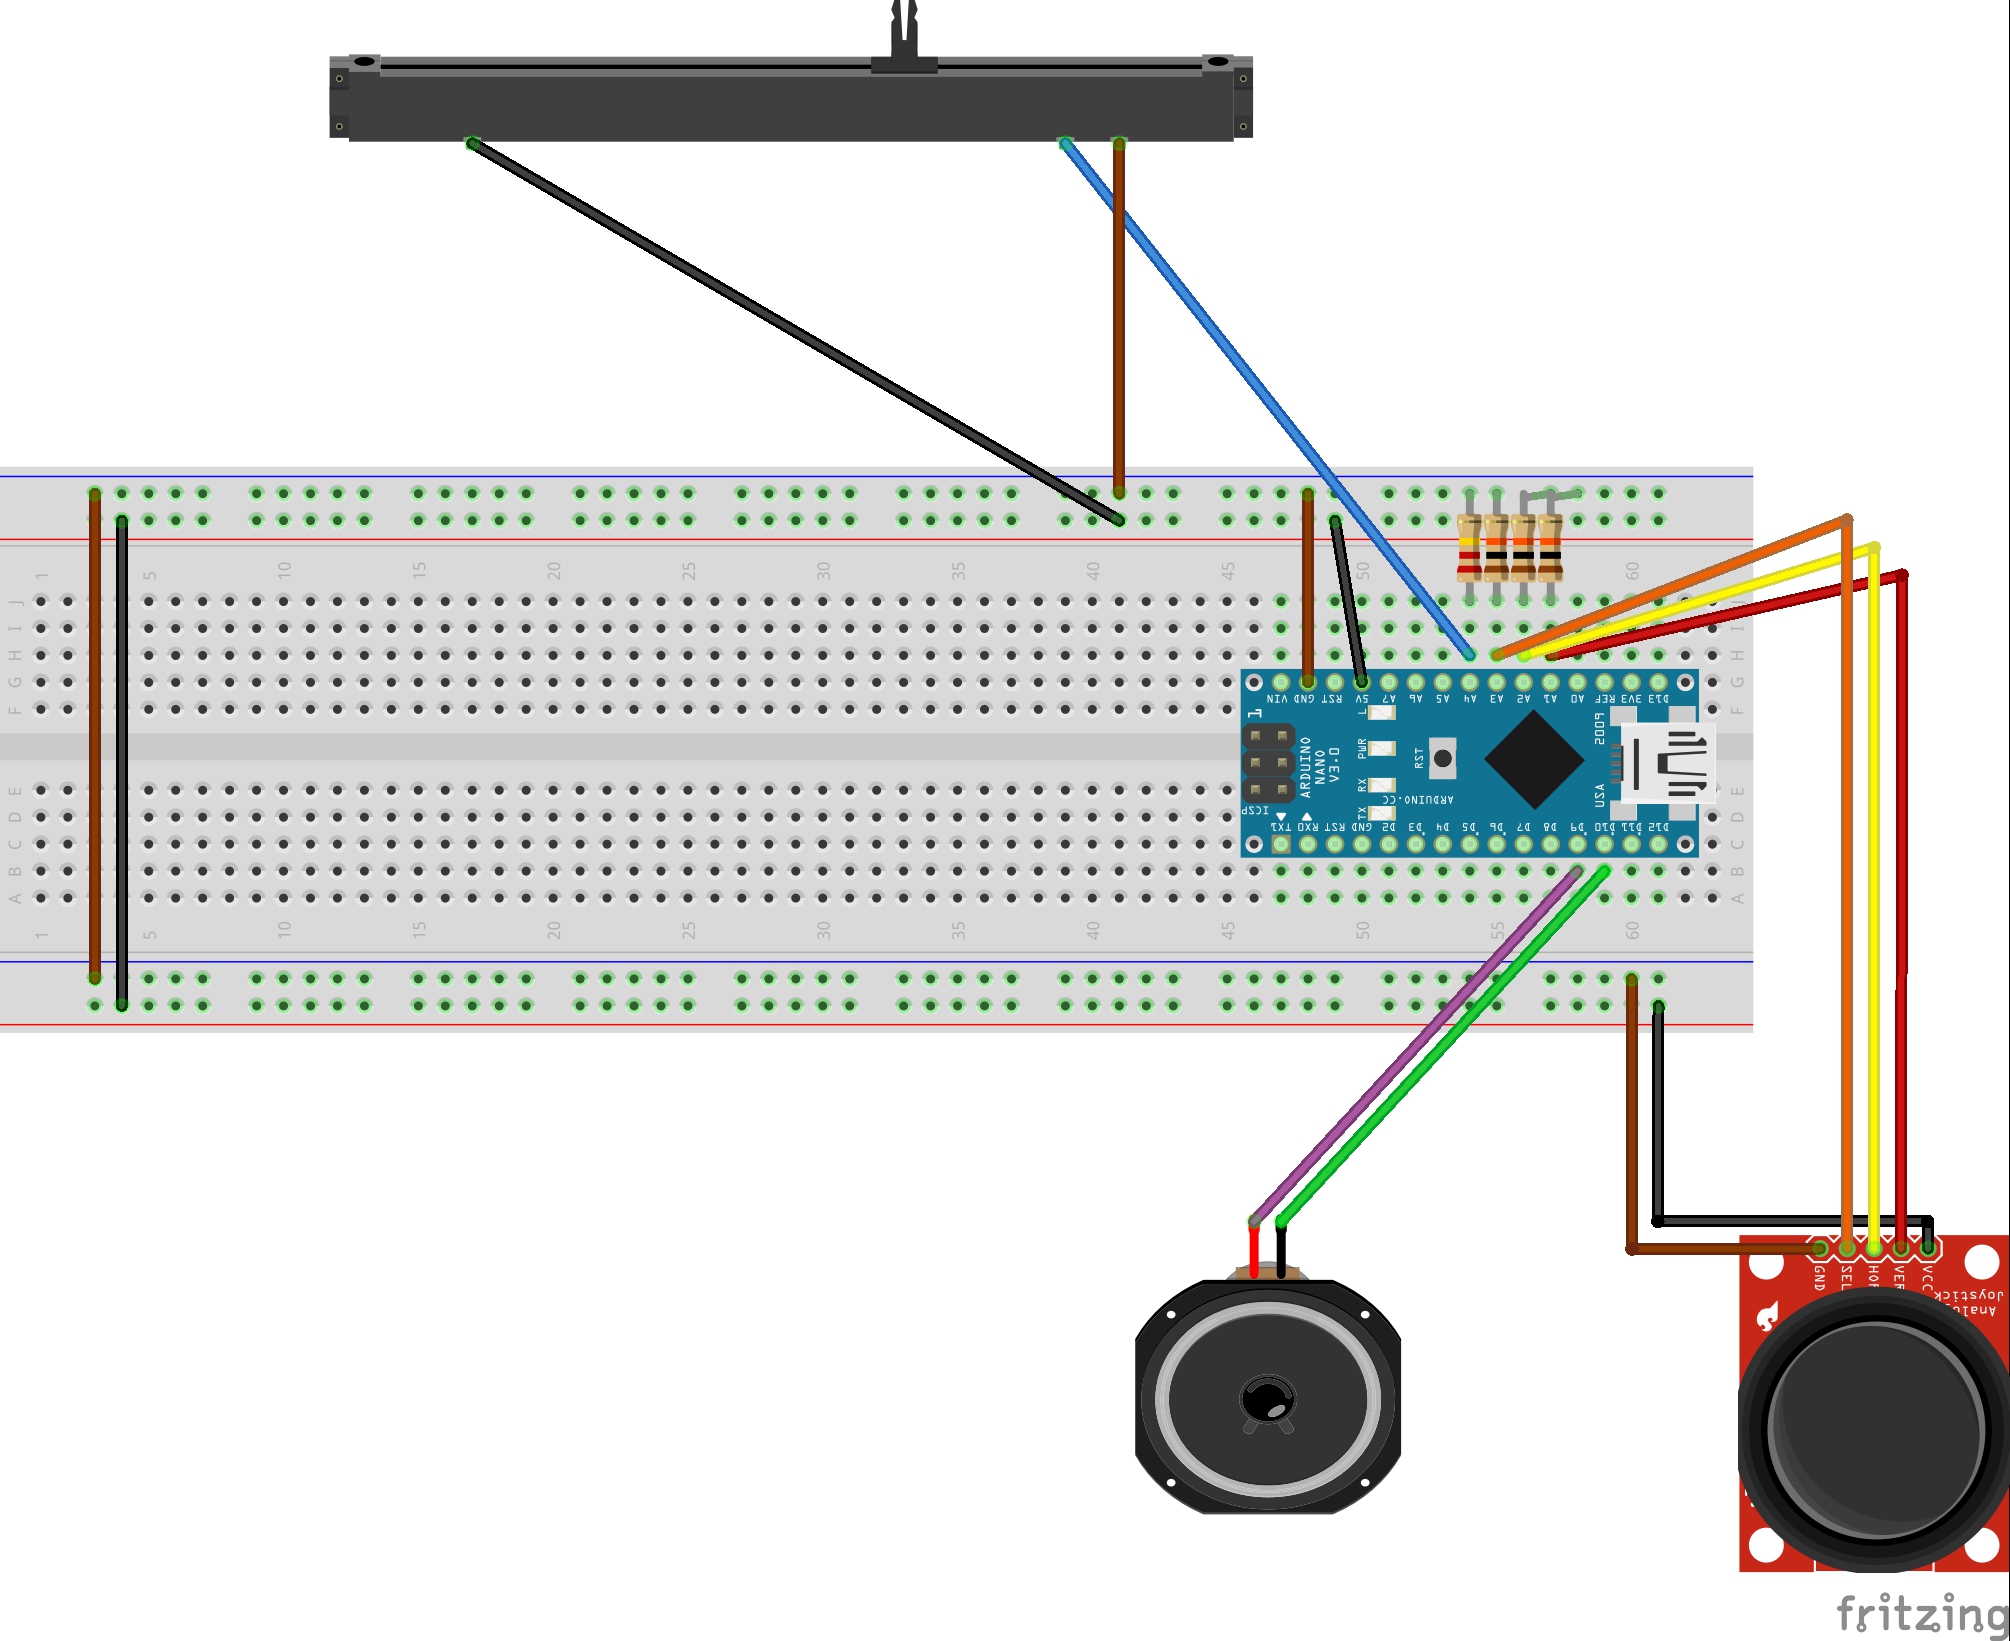 1 5 10 15 20 25 30 35 40 45 50 55 60
J
I
H
G
F
I
H
G
F
VIN GND RST 5V A7 A6 A5 A4 A3 A2 A1 A0 REF 3V3 D13
1
L
PWR
RX
TX
ARDUINO
NANO
V3.0
RST
ARDUINO.CC
USA
ICSP
TX1 RX0 RST GND D2 D3 D4 D5 D6 D7 D8 D9 D10 D11 D12
E
D
C
B
A
E
D
C
B
A
1 5 10 15 20 25 30 35 40 45 50 55 60
GND SEL HOR VER VCC
Joystick
fritzing